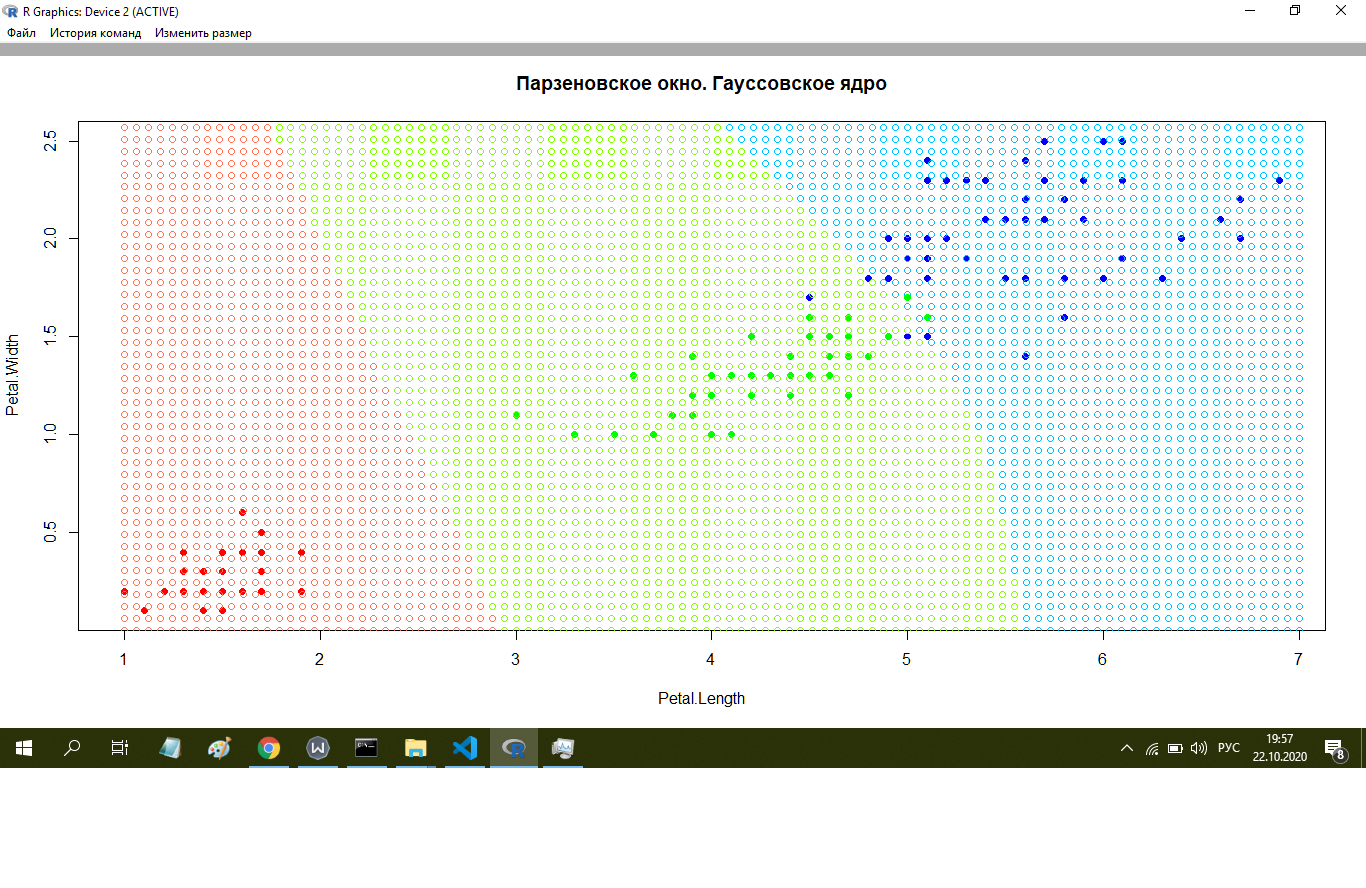 R Graphics: Device 2 (ACTIVE)
Файл История команд Изменить размер
Парзеновское окно. Гауссовское ядро
2.5
2.0
1.5
1.0
0.5
Petal.Width
1 2 3 4 5 6 7
Petal.Length
РУС
19:57
22.10.2020
8